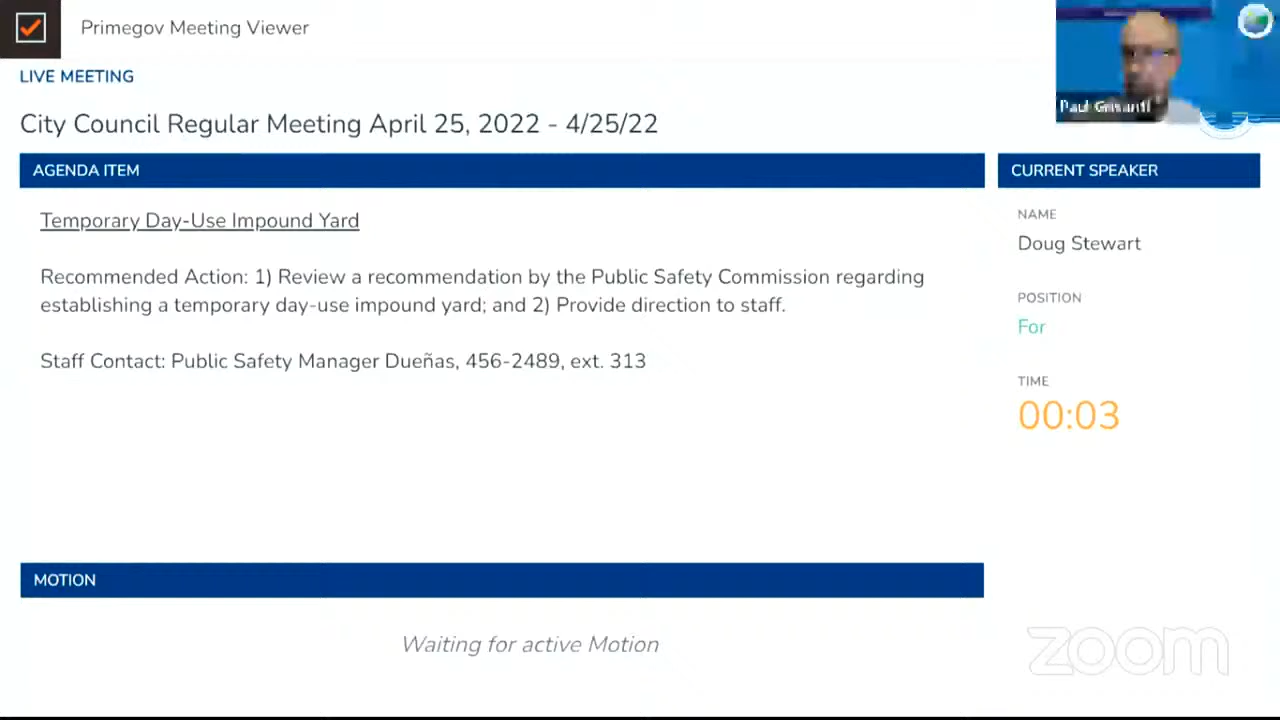 Primegov Meeting Viewer
LIVE MEETING
Paul Grisanti
City Council Regular Meeting April 25, 2022 - 4/25/22
AGENDA ITEM
Temporary Day-Use Impound Yard
Recommended Action: 1) Review a recommendation by the Public Safety Commission regarding
establishing a temporary day-use impound yard; and 2) Provide direction to staff.
Staff Contact: Public Safety Manager Dueñas, 456-2489, ext. 313
CURRENT SPEAKER
NAME
Doug Stewart
POSITION
For
TIME
00:03
MOTION
Waiting for active Motion
zoom